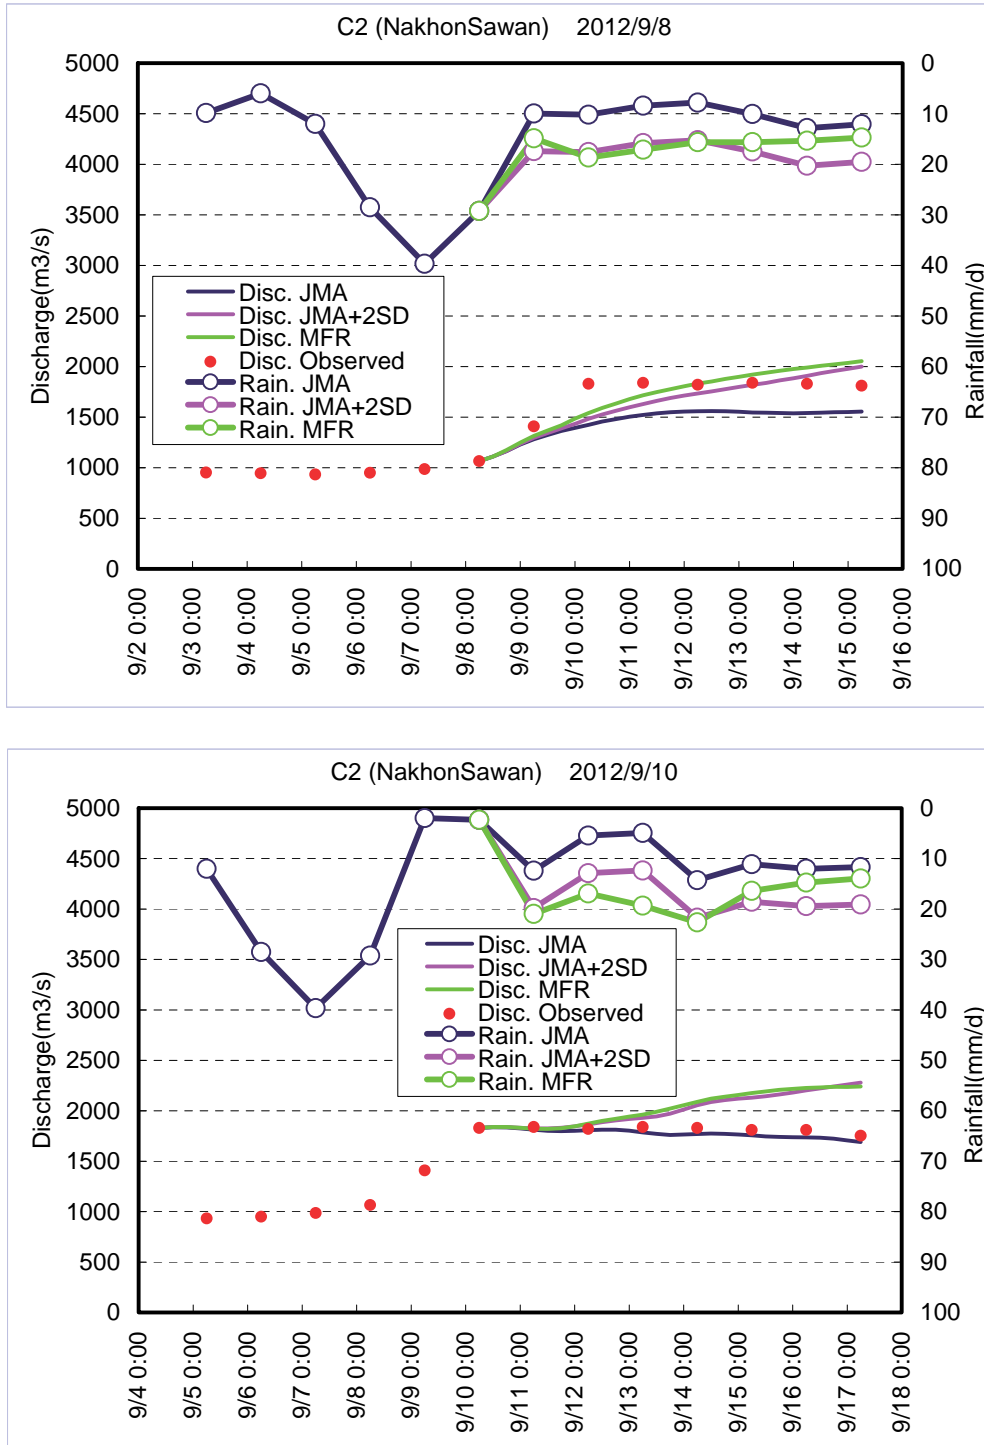 C2 (NakhonSawan) 2012/9/8
5000 0
4500 10
4000 20
3500 30
3000 40
2500 50
2000 60
1500 70
1000 80
500 90
0 100
Discharge(m3/s)
Rainfall(mm/d)
Disc. JMA
Disc. JMA+2SD
Disc. MFR
Disc. Observed
Rain. JMA
Rain. JMA+2SD
Rain. MFR
9/2 0:00
9/3 0:00
9/4 0:00
9/5 0:00
9/6 0:00
9/7 0:00
9/8 0:00
9/9 0:00
9/10 0:00
9/11 0:00
9/12 0:00
9/13 0:00
9/14 0:00
9/15 0:00
9/16 0:00
C2 (NakhonSawan) 2012/9/10
5000 0
4500 10
4000 20
3500 30
3000 40
2500 50
2000 60
1500 70
1000 80
500 90
0 100
Discharge(m3/s)
Rainfall(mm/d)
Disc. JMA
Disc. JMA+2SD
Disc. MFR
Disc. Observed
Rain. JMA
Rain. JMA+2SD
Rain. MFR
9/4 0:00
9/5 0:00
9/6 0:00
9/7 0:00
9/8 0:00
9/9 0:00
9/10 0:00
9/11 0:00
9/12 0:00
9/13 0:00
9/14 0:00
9/15 0:00
9/16 0:00
9/17 0:00
9/18 0:00